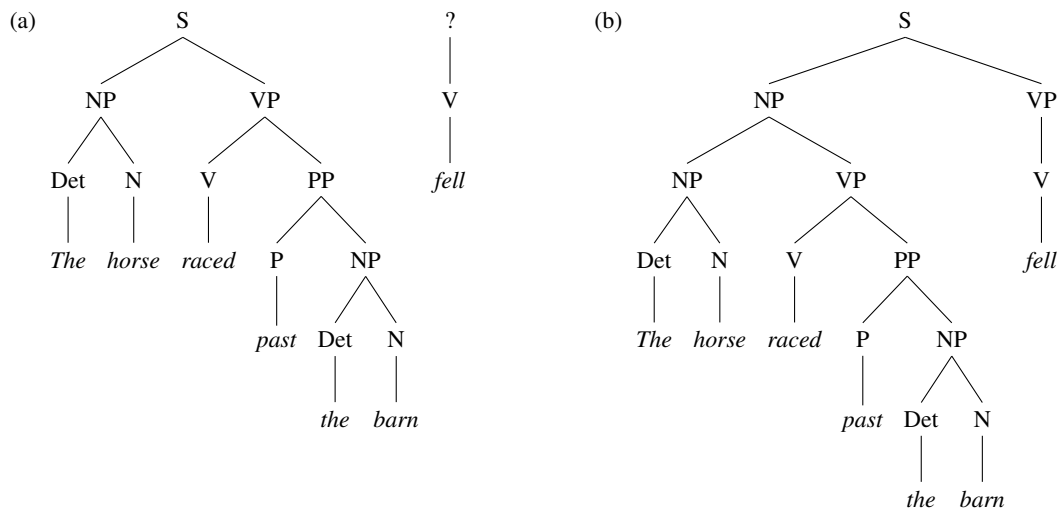 (a) S ? (b) S
NP VP V NP VP
Det N V PP fell NP VP V
The horse raced P NP Det N V PP fell
past Det N The horse raced P NP
the barn past Det N
the barn